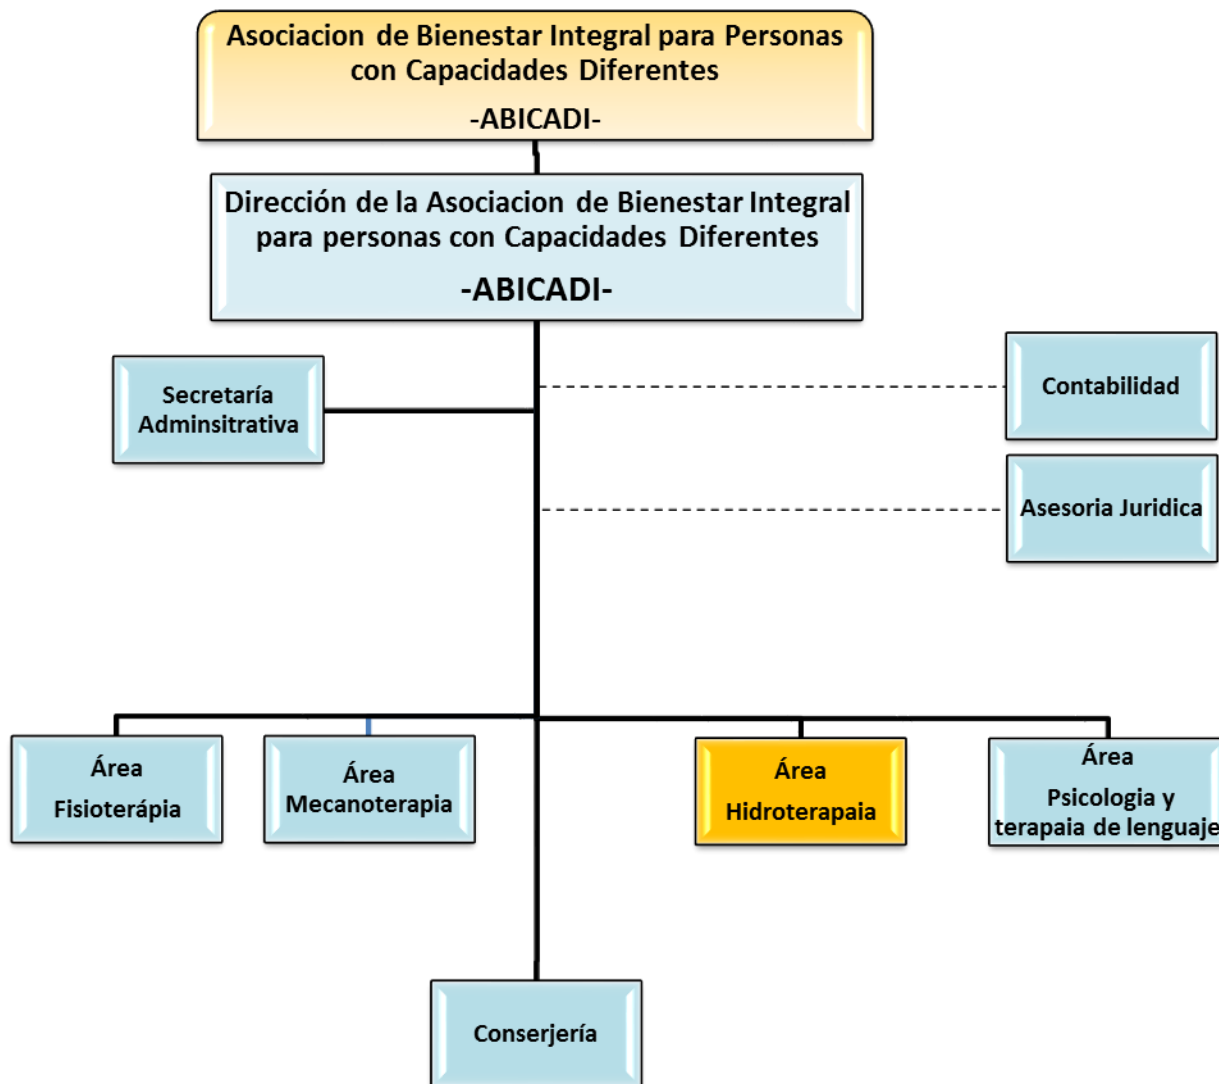 Asociacion de Bienestar Integral para Personas
con Capacidades Diferentes
-ABICADI-
Dirección de la Asociacion de Bienestar Integral
para personas con Capacidades Diferentes
-ABICADI-
Secretaría
Adminsitrativa
Contabilidad
Asesoria Juridica
Área
Fisioterápia
Área
Mecanoterapia
Área
Hidroterapaia
Área
Psicologia y
terapaia de lenguaje
Conserjería